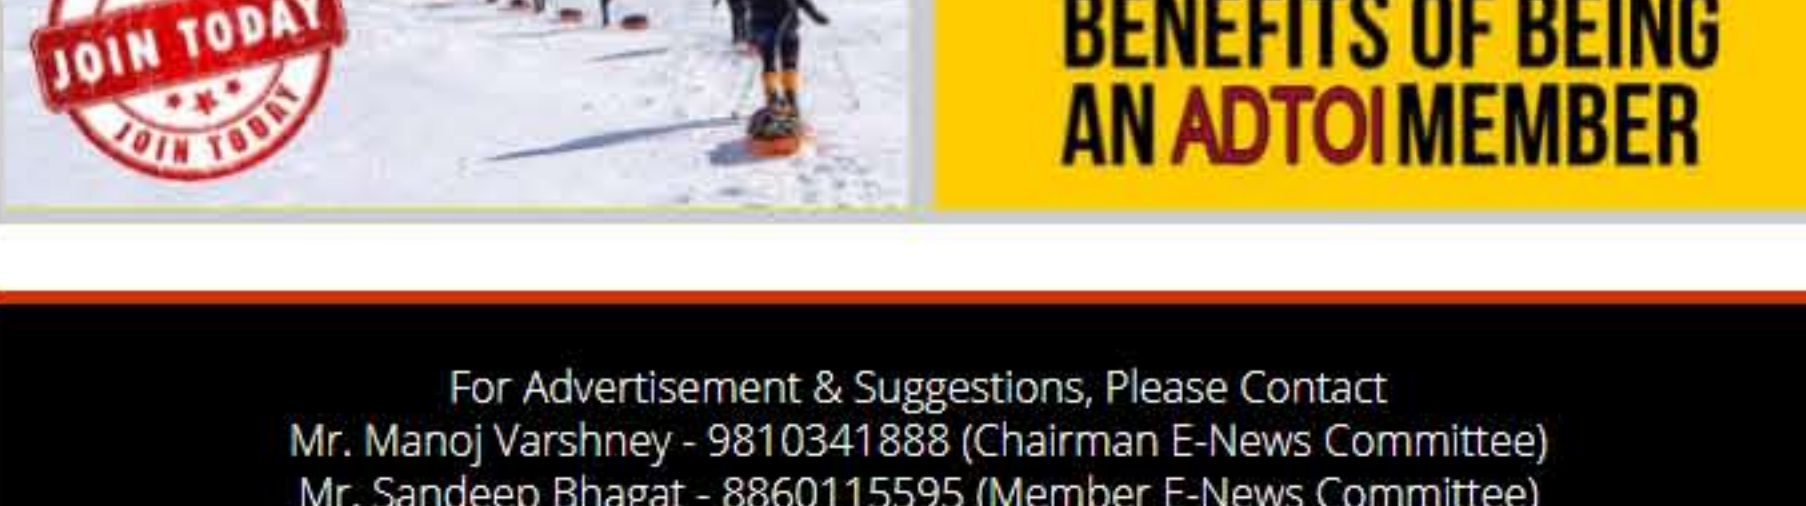 JOIN TODAY
JOIN TODAY
BENEFITS OF BEING
AN ADTOI MEMBER
For Advertisement & Suggestions, Please Contact
Mr. Manoj Varshney - 9810341888 (Chairman E-News Committee)
Mr. Sandeep Bhagat - 8860115595 (Member E-News Committee)